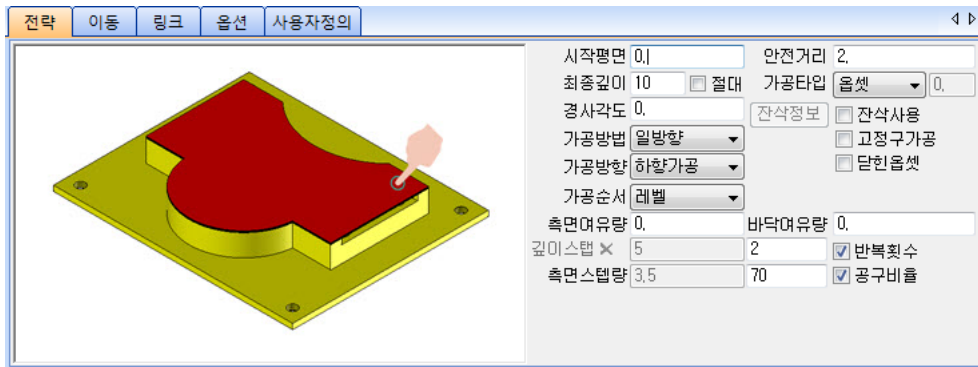 전략 이동 링크 옵션 사용자정의
시작평면 0. 안전거리 2.
최종깊이 10 절대 가공타입 옵셋 0.
경사각도 0. 잔삭정보 잔삭사용
가공방법 일방향 고정구가공
가공방향 하향가공 닫힌옵셋
가공순서 레벨
측면여유량 0. 바닥여유량 0.
깊이스탭 5 2 반복횟수
측면스텝량 3.5 70 공구비율